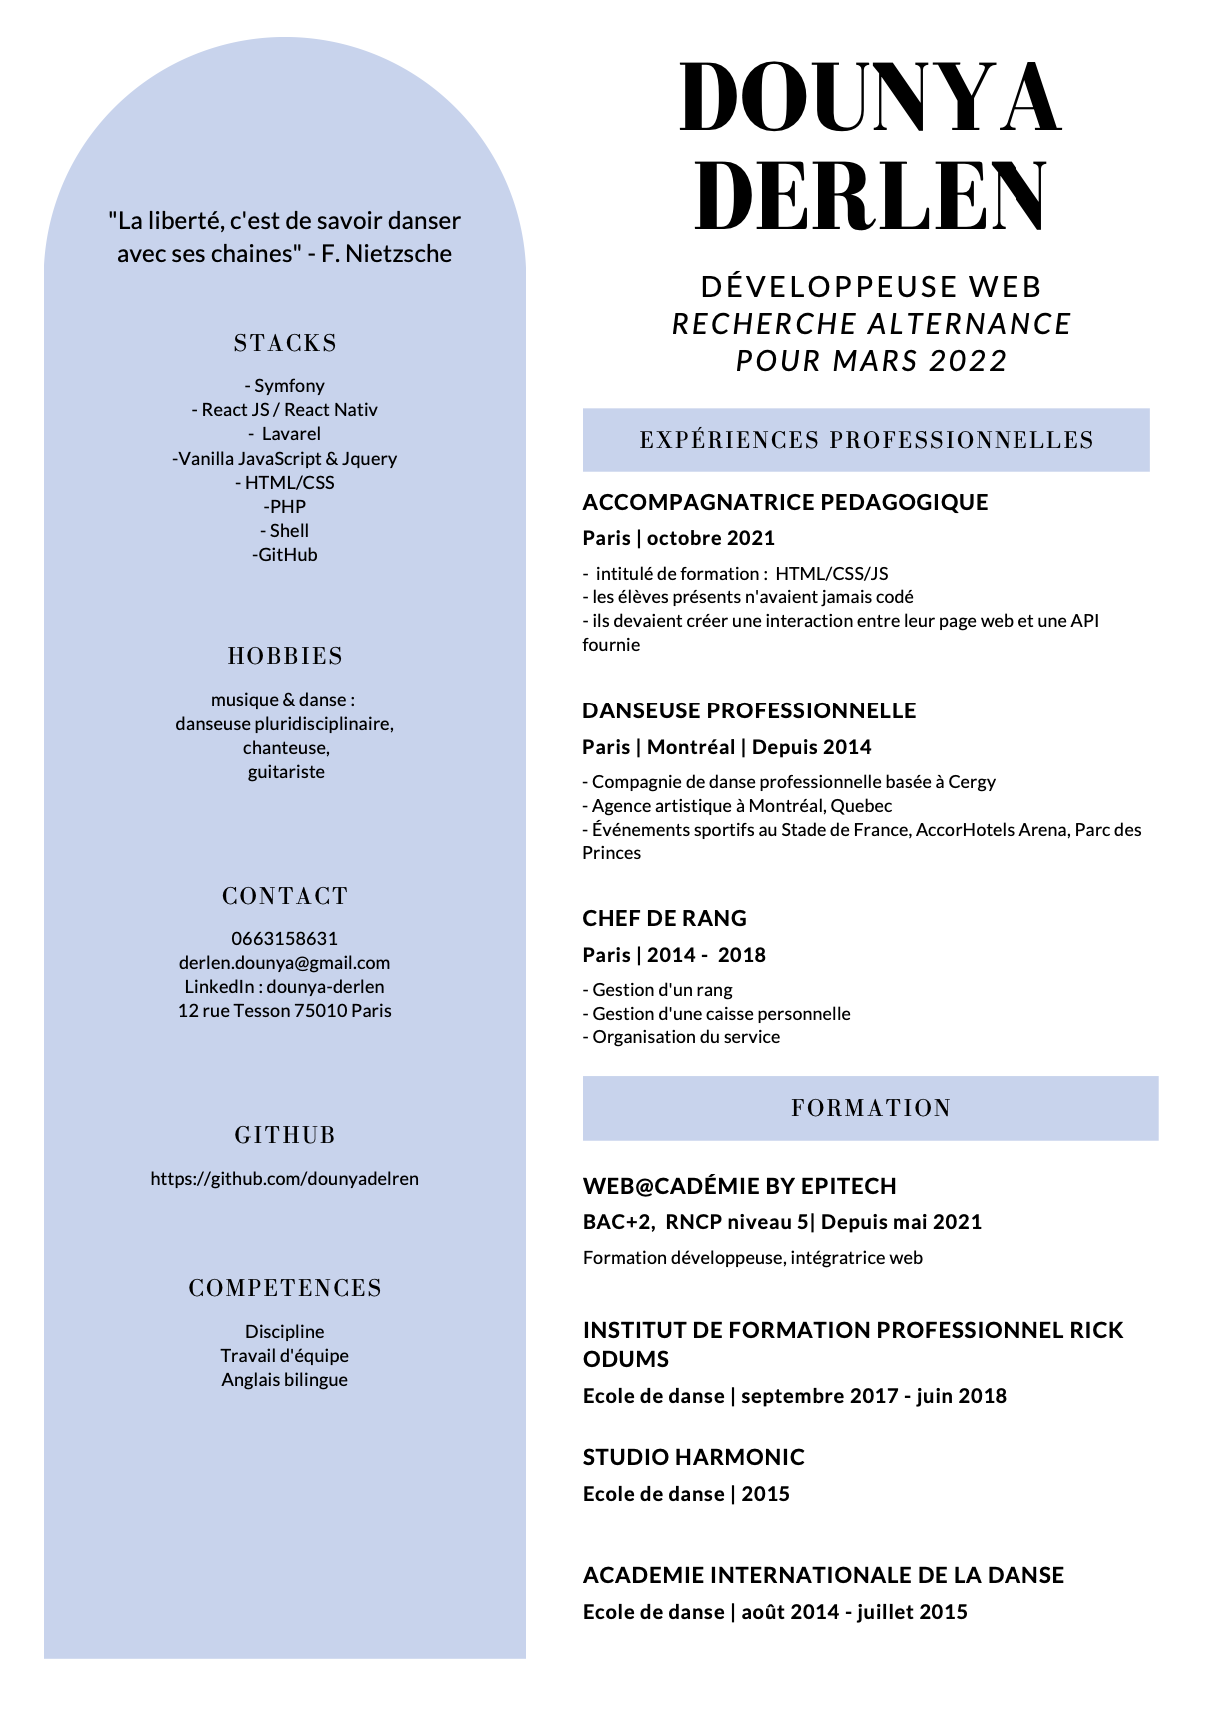 "La liberté, c'est de savoir danser
avec ses chaines" - F. Nietzsche
STACKS
- Symfony
- React JS / React Nativ
- Lavarel
-Vanilla JavaScript & Jquery
- HTML/CSS
-PHP
- Shell
-GitHub
HOBBIES
musique & danse :
danseuse pluridisciplinaire,
chanteuse,
guitariste
CONTACT
0663158631
derlen.dounya@gmail.com
LinkedIn : dounya-derlen
12 rue Tesson 75010 Paris
GITHUB
https://github.com/dounyadelren
COMPETENCES
Discipline
Travail d'équipe
Anglais bilingue
DOUNYA
DERLEN
DÉVELOPPEUSE WEB
RECHERCHE ALTERNANCE
POUR MARS 2022
EXPÉRIENCES PROFESSIONNELLES
ACCOMPAGNATRICE PEDAGOGIQUE
Paris | octobre 2021
- intitulé de formation : HTML/CSS/JS
- les élèves présents n'avaient jamais codé
- ils devaient créer une interaction entre leur page web et une API
fournie
DANSEUSE PROFESSIONNELLE
Paris | Montréal | Depuis 2014
- Compagnie de danse professionnelle basée à Cergy
- Agence artistique à Montréal, Quebec
- Événements sportifs au Stade de France, AccorHotels Arena, Parc des
Princes
CHEF DE RANG
Paris | 2014 - 2018
- Gestion d'un rang
- Gestion d'une caisse personnelle
- Organisation du service
FORMATION
WEB@CADÉMIE BY EPITECH
BAC+2, RNCP niveau 5| Depuis mai 2021
Formation développeuse, intégratrice web
INSTITUT DE FORMATION PROFESSIONNEL RICK
ODUMS
Ecole de danse | septembre 2017 - juin 2018
STUDIO HARMONIC
Ecole de danse | 2015
ACADEMIE INTERNATIONALE DE LA DANSE
Ecole de danse | août 2014 - juillet 2015